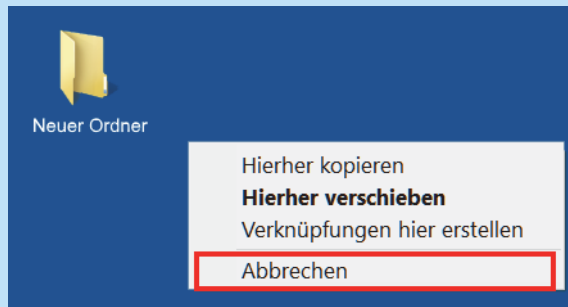 Neuer Ordner
Hierher kopieren
Hierher verschieben
Verknüpfungen hier erstellen
Abbrechen